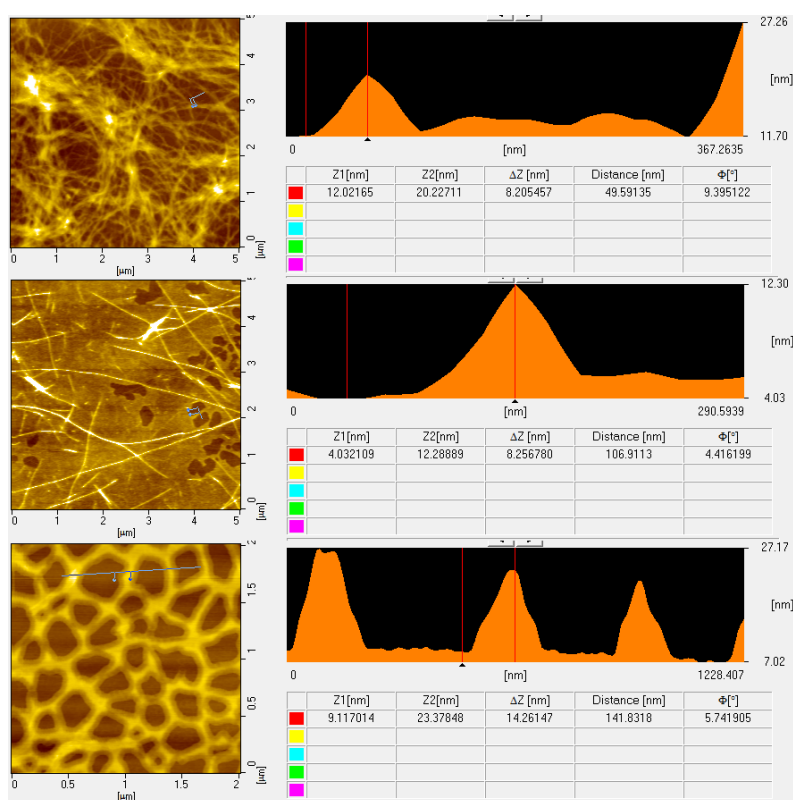 27.26
[nm]
11.70
0 [nm] 367.2635
Z1[nm] Z2[nm] ΔZ [nm] Distance [nm] Φ[°]
12.02165 20.22711 8.205457 49.59135 9.395122
5
4
3
2
1
0
[µm]
0 1 2 3 4 5
[µm]
12.30
[nm]
4.03
0 [nm] 290.5939
Z1[nm] Z2[nm] ΔZ [nm] Distance [nm] Φ[°]
4.032109 12.28889 8.256780 106.9113 4.416199
4
3
2
1
0
[µm]
0 1 2 3 4 5
[µm]
27.17
[nm]
7.02
0 [nm] 1228.407
Z1[nm] Z2[nm] ΔZ [nm] Distance [nm] Φ[°]
9.117014 23.37848 14.26147 141.8318 5.741905
2
1.5
1
0.5
0
[µm]
0 0.5 1 1.5 2
[µm]